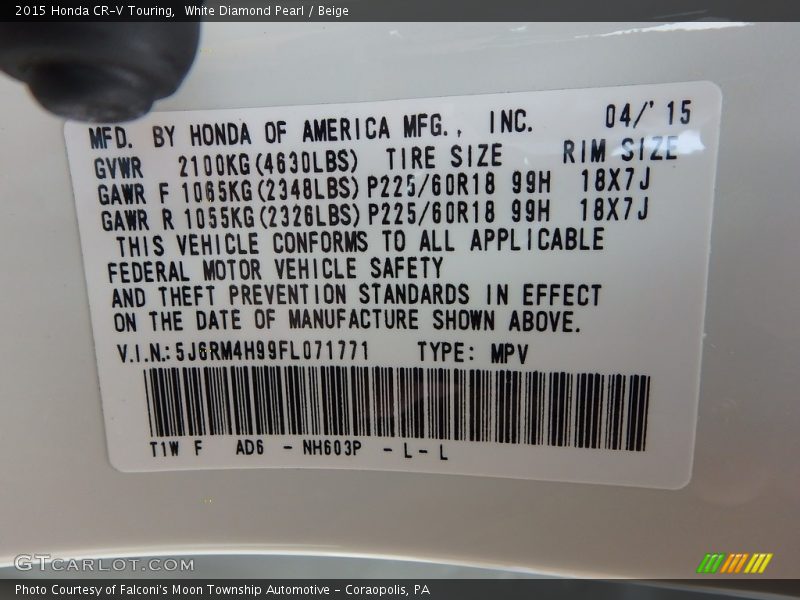 2015 Honda CR-V Touring,  White Diamond Pearl / Beige
MFD. BY HONDA OF AMERICA MFG., INC. 04/'15
GVWR 2100KG(4630LBS) TIRE SIZE RIM SIZE
GAWR F 1065KG(2348LBS) P225/60R18 99H 18X7J
GAWR R 1055KG(2326LBS) P225/60R18 99H 18X7J
THIS VEHICLE CONFORMS TO ALL APPLICABLE
FEDERAL MOTOR VEHICLE SAFETY
AND THEFT PREVENTION STANDARDS IN EFFECT
ON THE DATE OF MANUFACTURE SHOWN ABOVE.
V.I.N.:5J6RM4H99FL071771 TYPE: MPV
T1W F AD6 - NH603P - L - L
GTCARLOT.COM
Photo Courtesy of Falconi's Moon Township Automotive - Coraopolis, PA